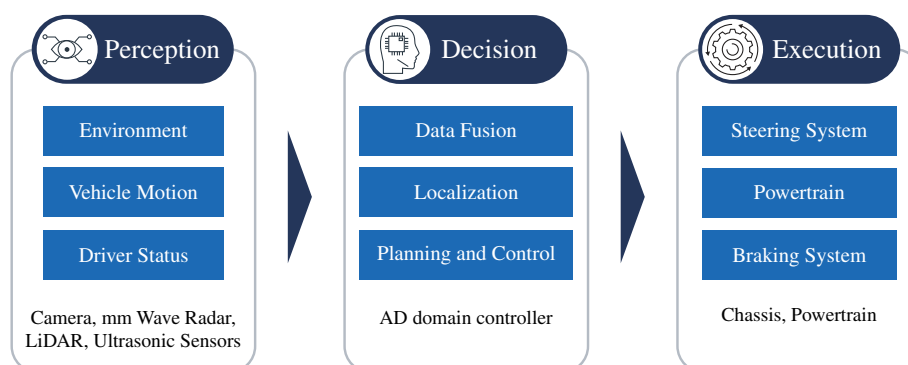 Perception
Environment
Vehicle Motion
Driver Status
Camera, mm Wave Radar,
LiDAR, Ultrasonic Sensors
Decision
Data Fusion
Localization
Planning and Control
AD domain controller
Execution
Steering System
Powertrain
Braking System
Chassis, Powertrain